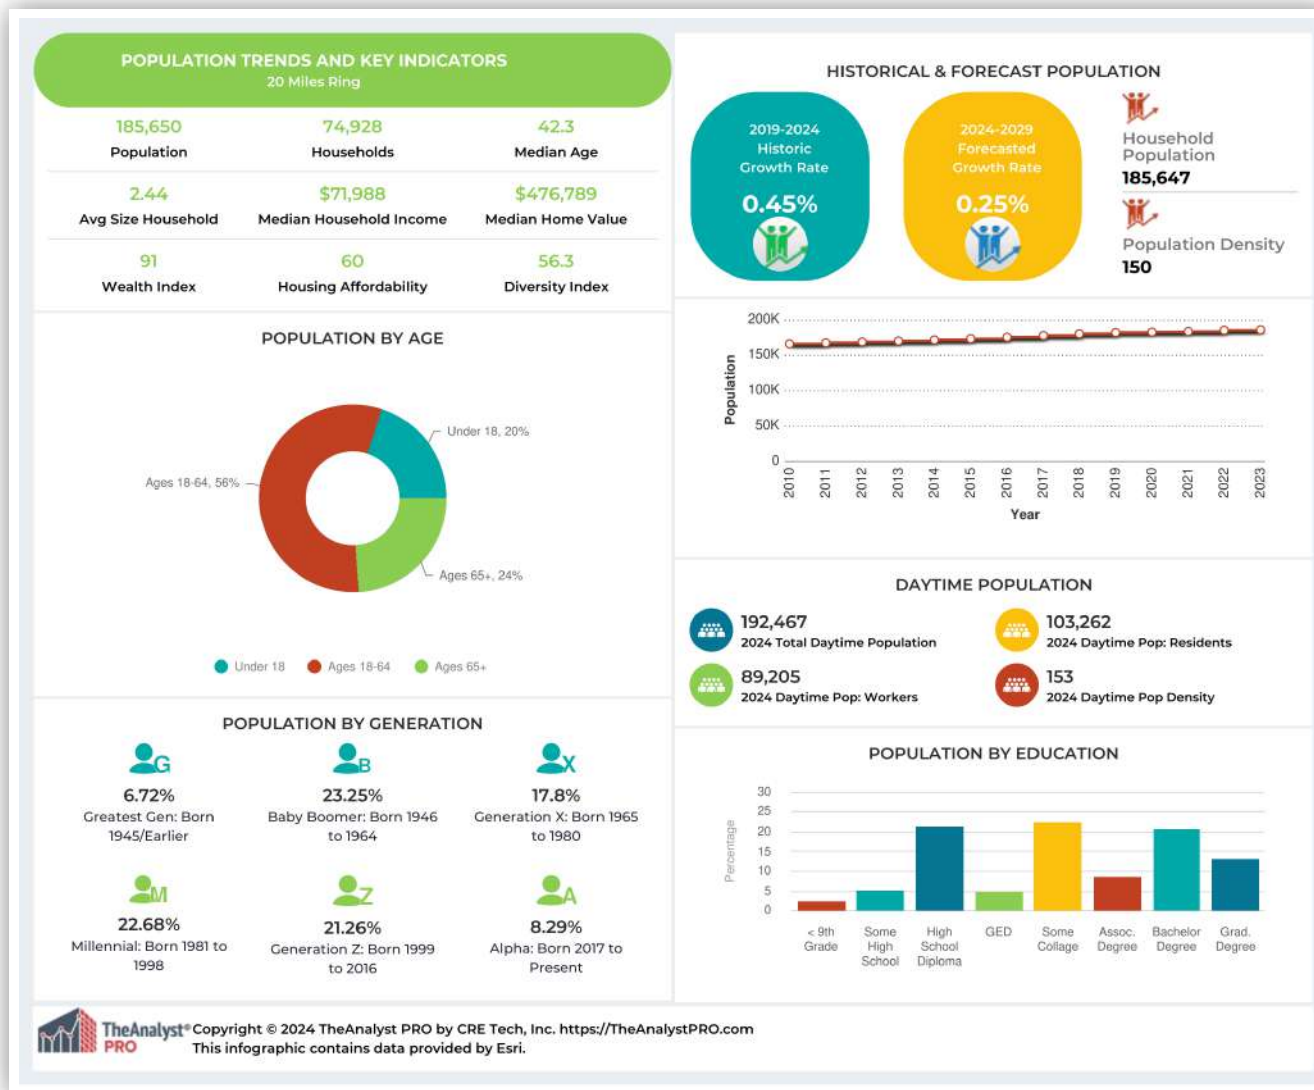 POPULATION TRENDS AND KEY INDICATORS
20 Miles Ring
185,650
Population
74,928
Households
42.3
Median Age
2.44
Avg Size Household
$71,988
Median Household Income
$476,789
Median Home Value
91
Wealth Index
60
Housing Affordability
56.3
Diversity Index
POPULATION BY AGE
Under 18, 20%
Ages 18-64, 56%
Ages 65+, 24%
Under 18
Ages 18-64
Ages 65+
POPULATION BY GENERATION
G
6.72%
Greatest Gen: Born
1945/Earlier
B
23.25%
Baby Boomer: Born 1946
to 1964
X
17.8%
Generation X: Born 1965
to 1980
M
22.68%
Millennial: Born 1981 to
1998
Z
21.26%
Generation Z: Born 1999
to 2016
A
8.29%
Alpha: Born 2017 to
Present
HISTORICAL & FORECAST POPULATION
2019-2024
Historic
Growth Rate
0.45%
2024-2029
Forecasted
Growth Rate
0.25%
Household
Population
185,647
Population Density
150
Population
200K
150K
100K
50K
0
2010
2011
2012
2013
2014
2015
2016
2017
2018
2019
2020
2021
2022
2023
Year
DAYTIME POPULATION
192,467
2024 Total Daytime Population
103,262
2024 Daytime Pop: Residents
89,205
2024 Daytime Pop: Workers
153
2024 Daytime Pop Density
POPULATION BY EDUCATION
Percentage
30
25
20
15
10
5
0
< 9th
Grade
Some
High
School
High
School
Diploma
GED
Some
Collage
Assoc.
Degree
Bachelor
Degree
Grad.
Degree
TheAnalyst®
PRO
Copyright © 2024 TheAnalyst PRO by CRE Tech, Inc. https://TheAnalystPRO.com
This infographic contains data provided by Esri.